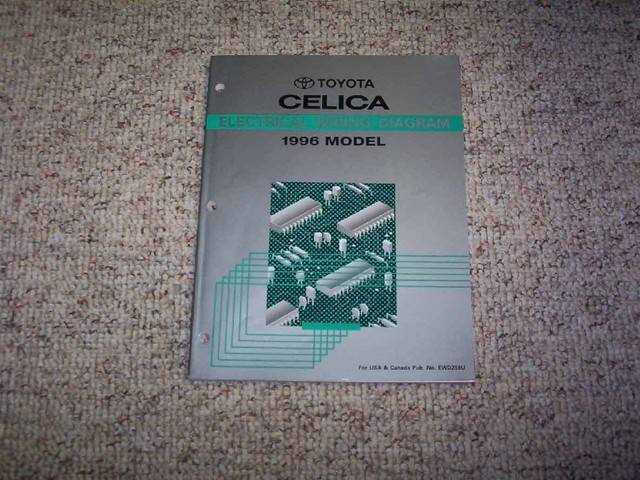 TOYOTA
CELICA
ELECTRICAL WIRING DIAGRAM
1996 MODEL
For USA & Canada Pub. No. EWD258U